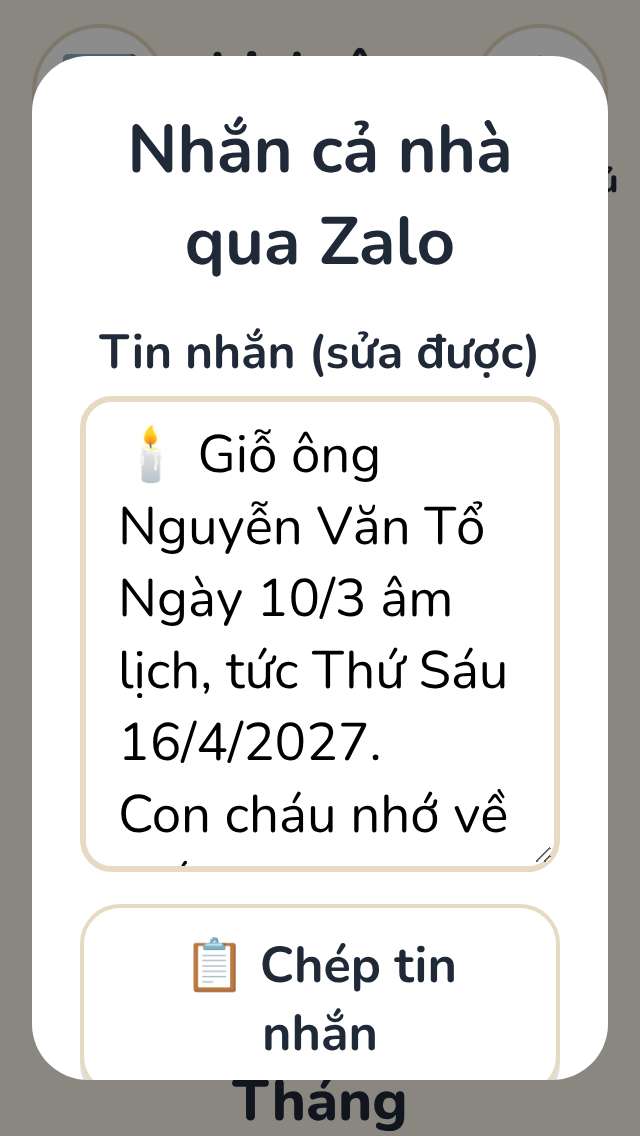 Nhắn cả nhà
qua Zalo
Tin nhắn (sửa được)
🕯️ Giỗ ông
Nguyễn Văn Tổ
Ngày 10/3 âm
lịch, tức Thứ Sáu
16/4/2027.
Con cháu nhớ về
📋 Chép tin
nhắn
Tháng